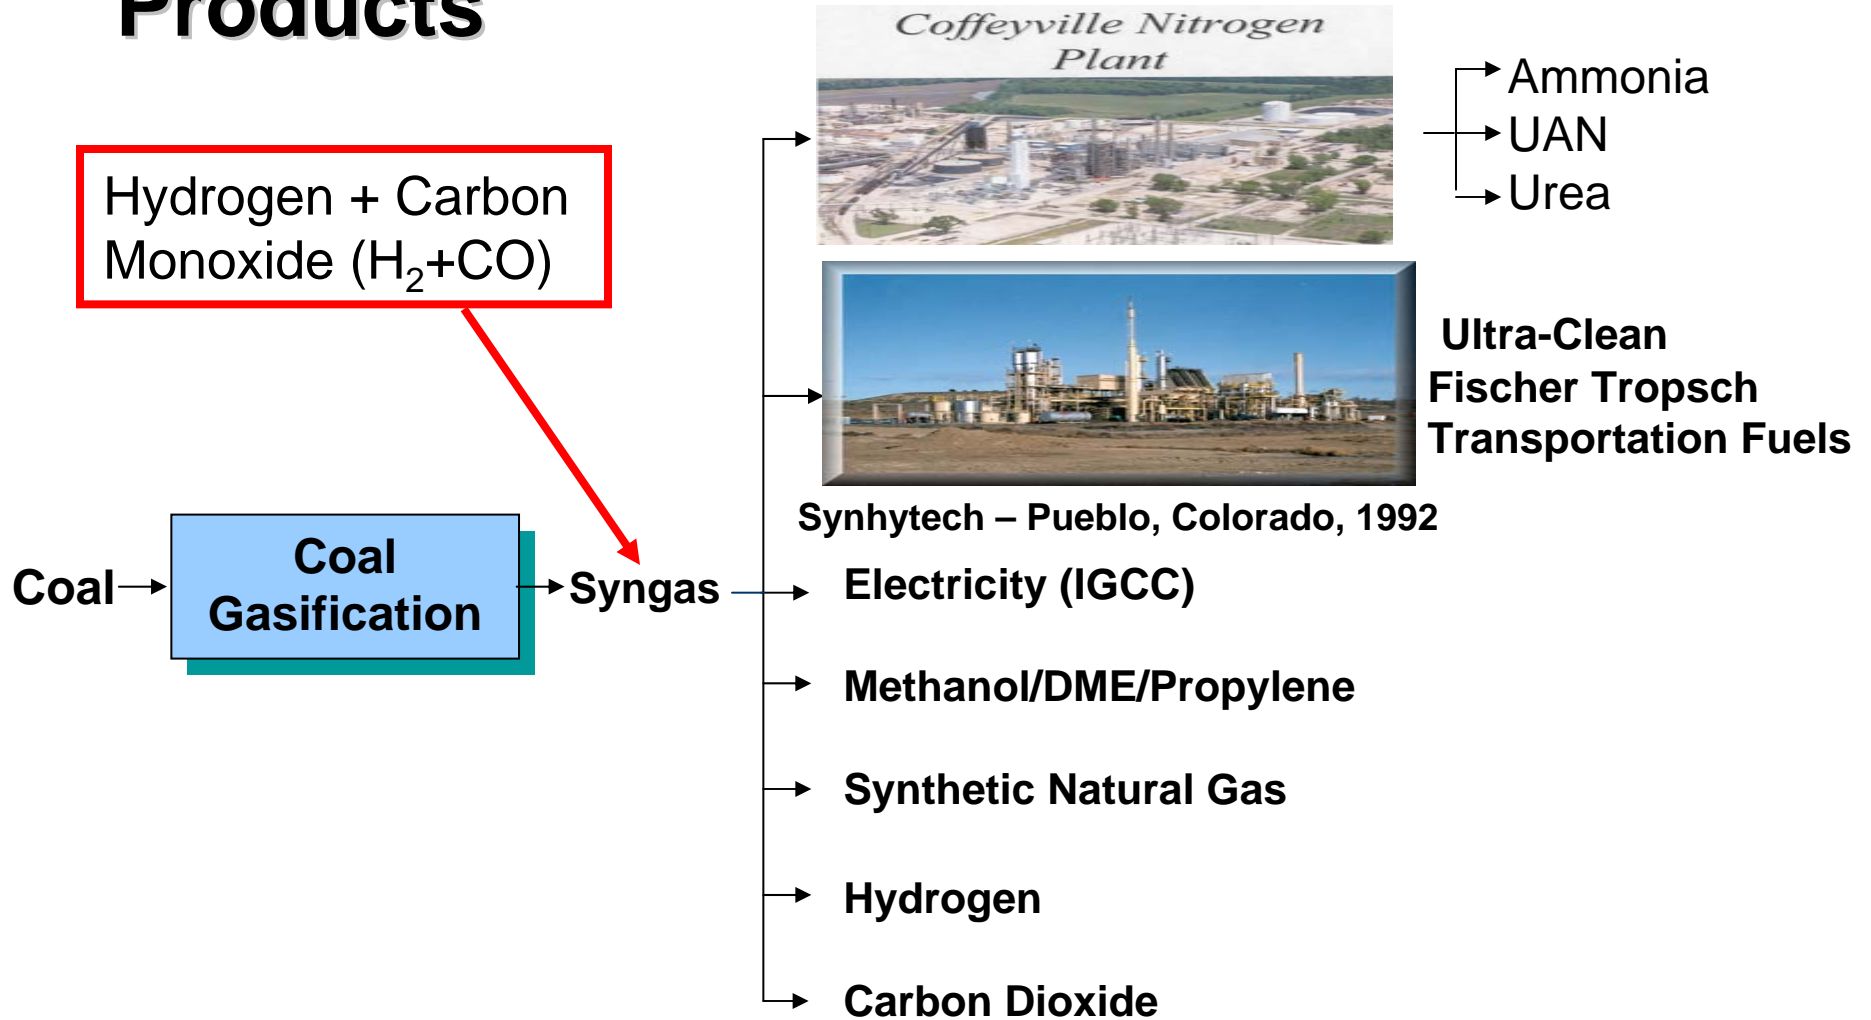 Products
Coffeyville Nitrogen
Plant
Ammonia
UAN
Urea
Hydrogen + Carbon
Monoxide (H₂+CO)
Ultra-Clean
Fischer Tropsch
Transportation Fuels
Synhytech – Pueblo, Colorado, 1992
Coal
Coal
Gasification
Syngas
Electricity (IGCC)
Methanol/DME/Propylene
Synthetic Natural Gas
Hydrogen
Carbon Dioxide